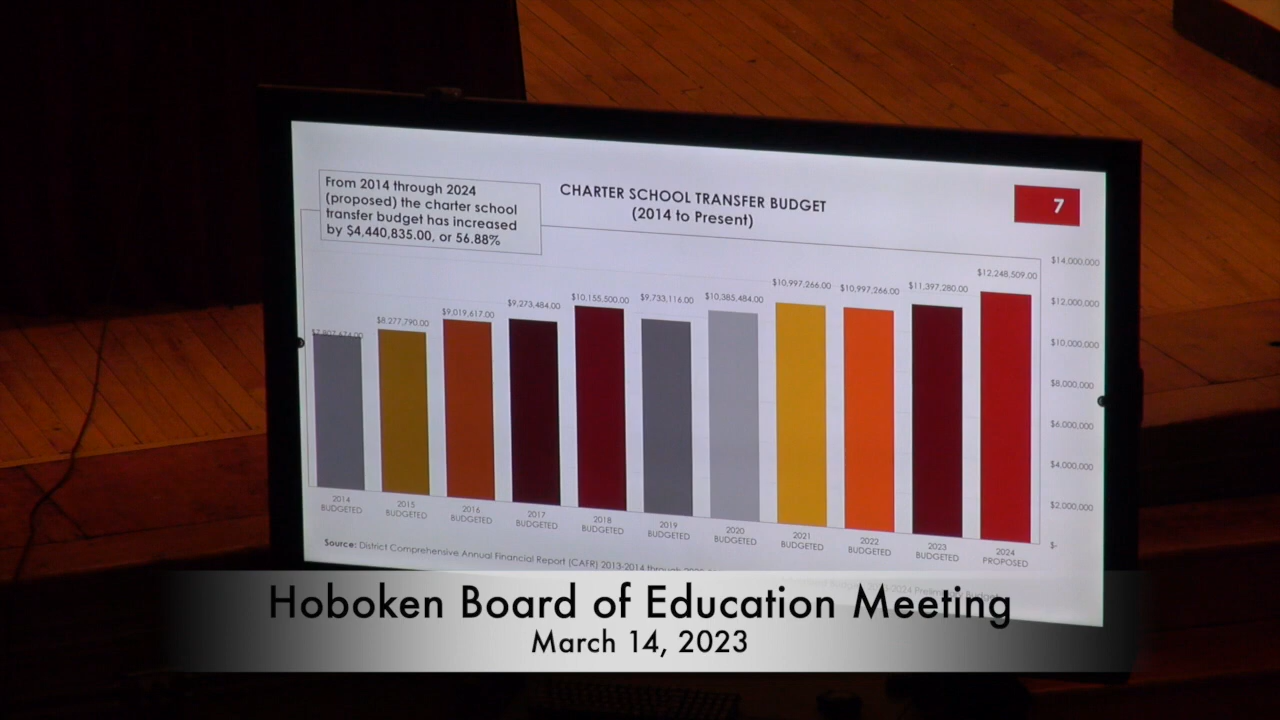 From 2014 through 2024
(proposed) the charter school
transfer budget has increased
by $4,440,835.00, or 56.88%
CHARTER SCHOOL TRANSFER BUDGET
(2014 to Present)
7
$14,000,000
$12,000,000
$10,000,000
$8,000,000
$6,000,000
$4,000,000
$2,000,000
$-
$7,807,674.00
$8,277,790.00
$9,019,617.00
$9,273,484.00
$10,155,500.00
$9,733,116.00
$10,385,484.00
$10,997,266.00
$10,997,266.00
$11,397,280.00
$12,248,509.00
2014
BUDGETED
2015
BUDGETED
2016
BUDGETED
2017
BUDGETED
2018
BUDGETED
2019
BUDGETED
2020
BUDGETED
2021
BUDGETED
2022
BUDGETED
2023
BUDGETED
2024
PROPOSED
Source: District Comprehensive Annual Financial Report (CAFR) 2013-2014 through
Hoboken Board of Education Meeting
March 14, 2023